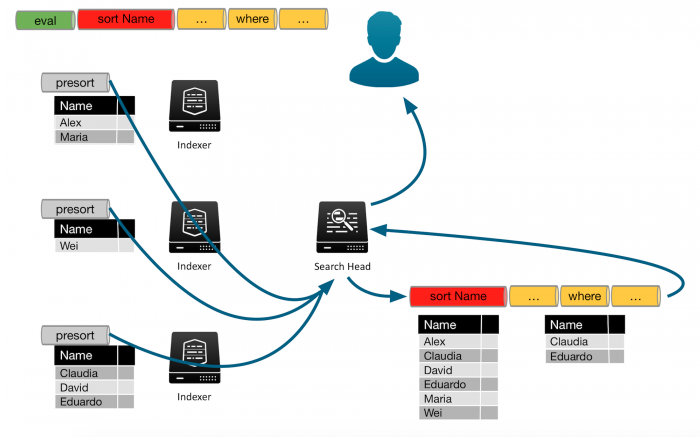 eval sort Name ... where ...
presort
Name
Alex
Maria
Indexer
presort
Name
Wei
Indexer
Search Head
presort
Name
Claudia
David
Eduardo
Indexer
sort Name ... where ...
Name
Alex
Claudia
David
Eduardo
Maria
Wei
Name
Claudia
Eduardo